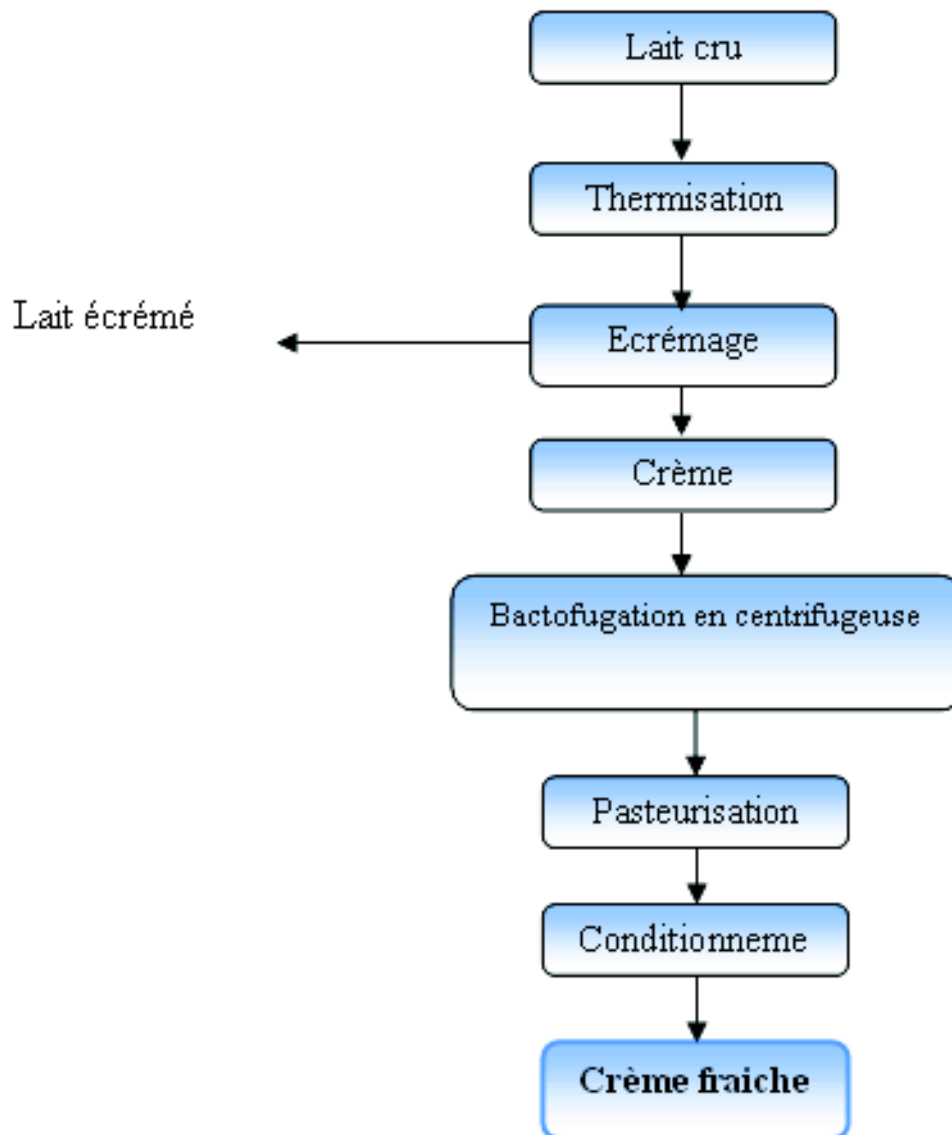 Lait cru
Thermisation
Lait écrémé
Ecrémage
Crème
Bactofugation en centrifugeuse
Pasteurisation
Conditionneme
Crème fraiche